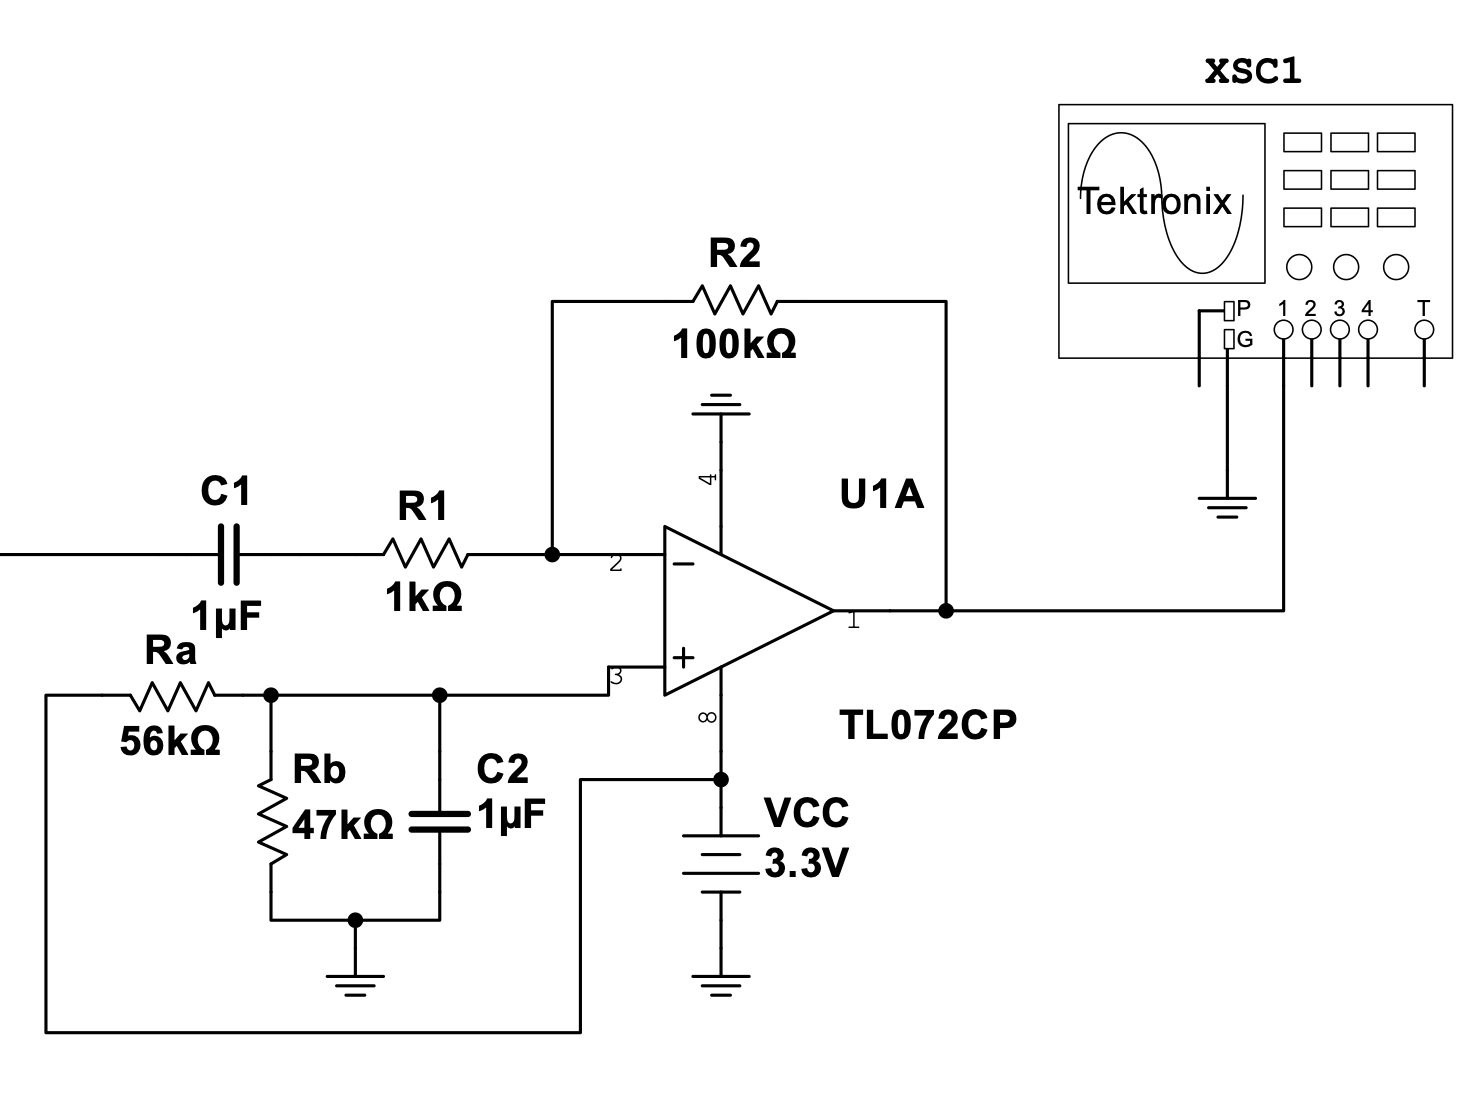 XSC1
Tektronix
P
G
1 2 3 4 T
R2
100kΩ
4
U1A
C1
1µF
R1
1kΩ
2
3
1
8
TL072CP
Ra
56kΩ
Rb
47kΩ
C2
1µF
VCC
3.3V